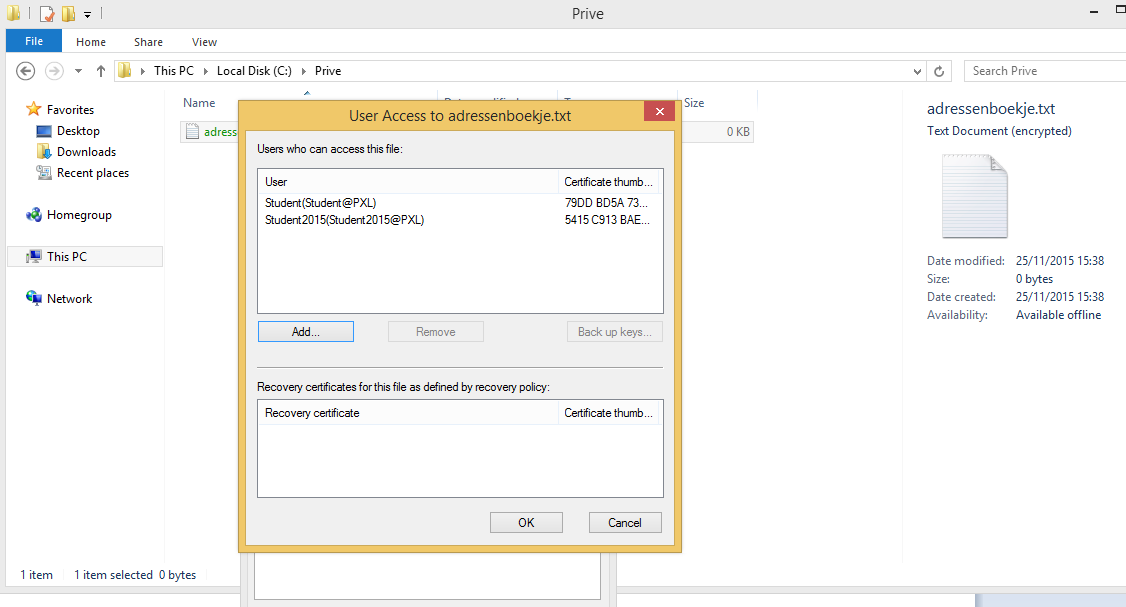 Prive
File Home Share View
This PC Local Disk (C:) Prive
Search Prive
Name Size
Favorites
Desktop
Downloads
Recent places
Homegroup
This PC
Network
adress
0 KB
User Access to adressenboekje.txt
Users who can access this file:
User Certificate thumb...
Student(Student@PXL) 79DD BD5A 73...
Student2015(Student2015@PXL) 5415 C913 BAE...
Add... Remove Back up keys...
Recovery certificates for this file as defined by recovery policy:
Recovery certificate Certificate thumb...
OK Cancel
adressenboekje.txt
Text Document (encrypted)
Date modified: 25/11/2015 15:38
Size: 0 bytes
Date created: 25/11/2015 15:38
Availability: Available offline
1 item 1 item selected 0 bytes